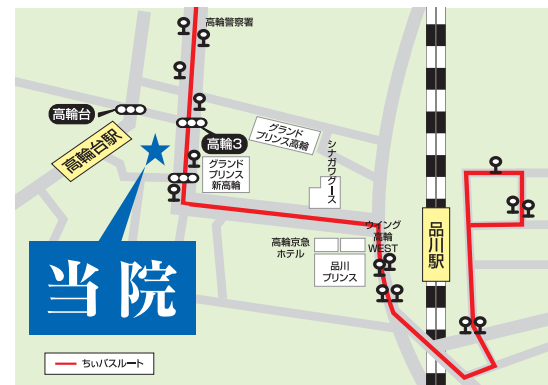 高輪警察署
高輪台
高輪3
高輪台駅
グランド
プリンス高輪
グランド
プリンス
新高輪
シナガワグース
ウイング
高輪
WEST
高輪京急
ホテル
品川
プリンス
品川駅
当院
ちぃバスルート